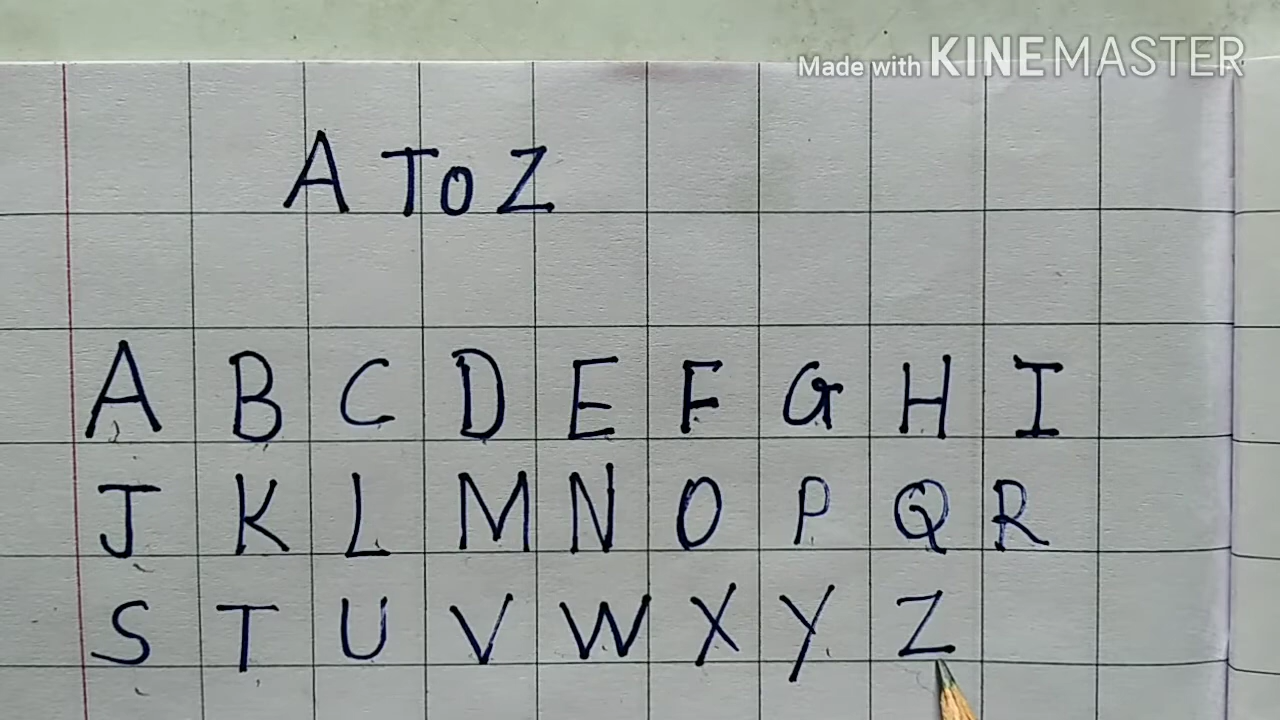 Made with KINEMASTER
A To Z
A B C D E F G H I
J K L M N O P Q R
S T U V W X Y Z